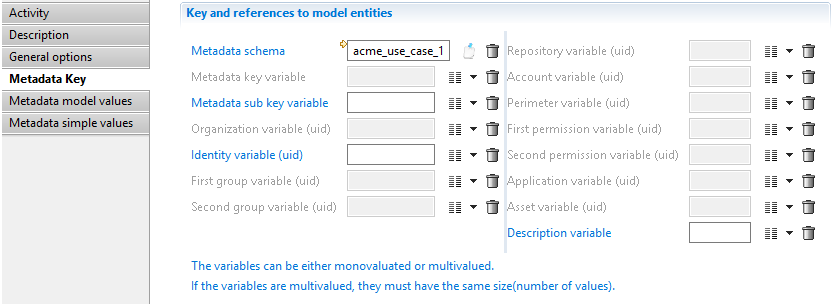 Activity
Description
General options
Metadata Key
Metadata model values
Metadata simple values
Key and references to model entities
Metadata schema acme_use_case_1
Metadata key variable
Metadata sub key variable
Organization variable (uid)
Identity variable (uid)
First group variable (uid)
Second group variable (uid)
Repository variable (uid)
Account variable (uid)
Perimeter variable (uid)
First permission variable (uid)
Second permission variable (uid)
Application variable (uid)
Asset variable (uid)
Description variable
The variables can be either monovaluated or multivalued.
If the variables are multivalued, they must have the same size(number of values).